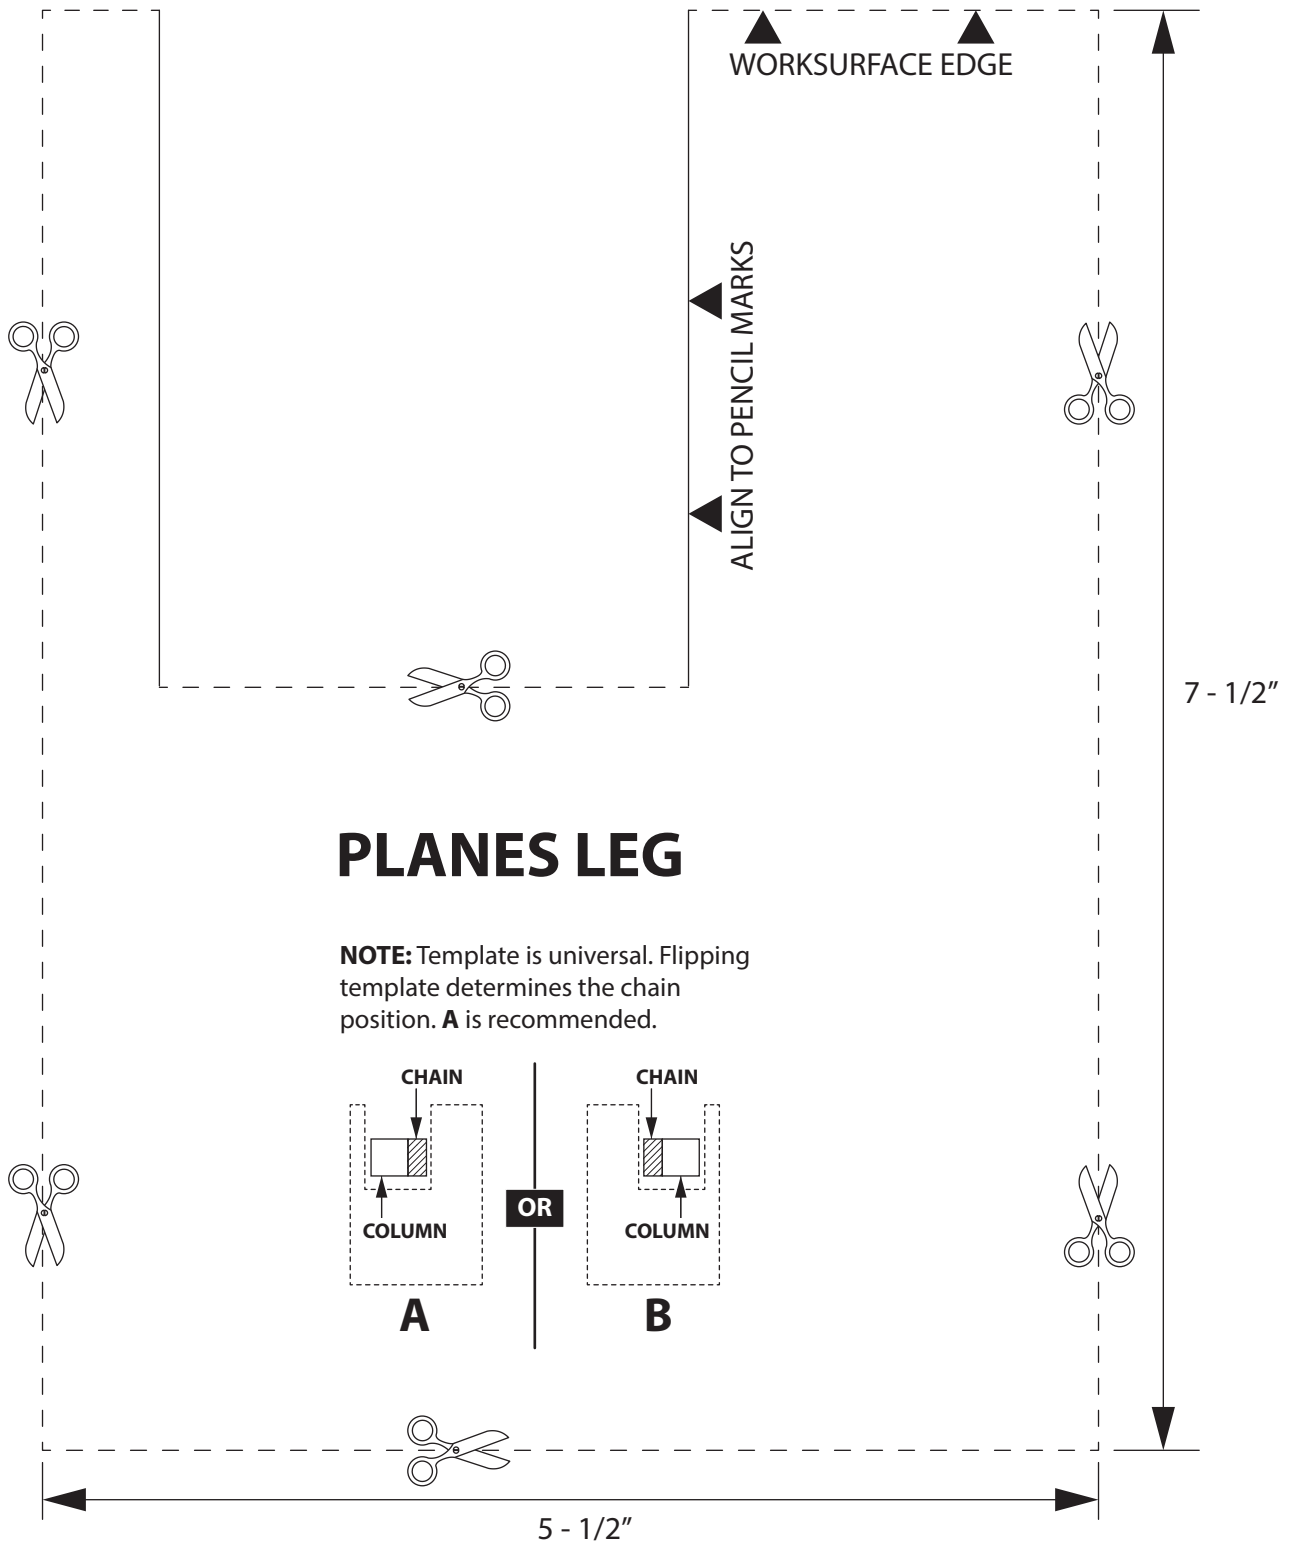 WORKSURFACE EDGE
ALIGN TO PENCIL MARKS
7 - 1/2”
PLANES LEG
NOTE: Template is universal. Flipping
template determines the chain
position. A is recommended.
CHAIN
COLUMN
A
OR
CHAIN
COLUMN
B
5 - 1/2”